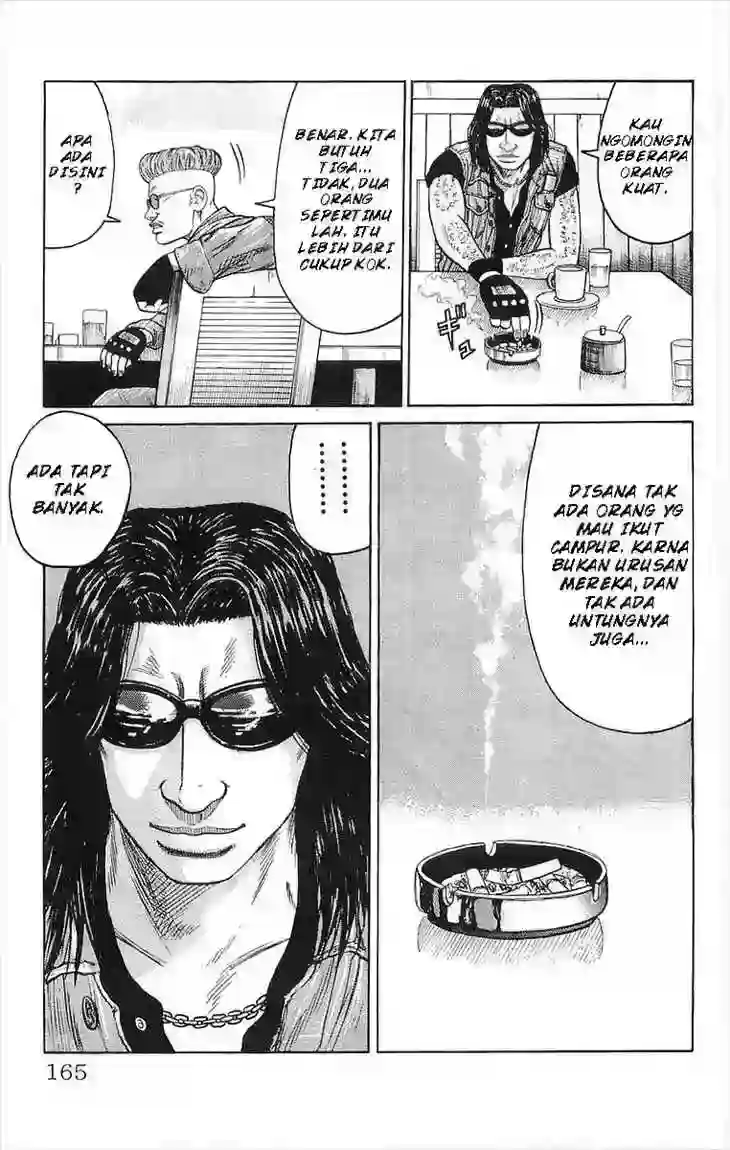 KAU
NGOMONGIN
BEBERAPA
ORANG
KUAT.
ギュ
BENAR. KITA
BUTUH
TIGA...
TIDAK, DUA
ORANG
SEPERTIMU
LAH. ITU
LEBIH DARI
CUKUP KOK.
APA
ADA
DISINI
?
DISANA TAK
ADA ORANG YG
MAU IKUT
CAMPUR. KARNA
BUKAN URUSAN
MEREKA, DAN
TAK ADA
UNTUNGNYA
JUGA...
........
........
ADA TAPI
TAK
BANYAK.
165